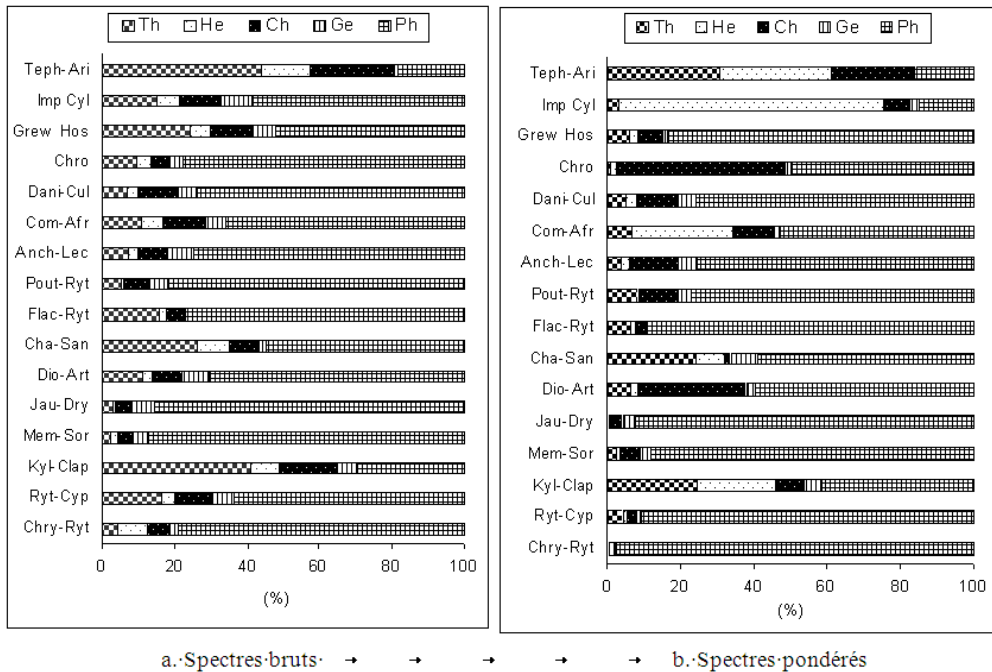 Th He Ch Ge Ph
Teph-Ari
Imp Cyl
Grew Hos
Chro
Dani-Cul
Com-Afr
Anch-Lec
Pout-Ryt
Flac-Ryt
Cha-San
Dio-Art
Jau-Dry
Mem-Sor
Kyl-Clap
Ryt-Cyp
Chry-Ryt
0 20 40 60 80 100
(%)
Th He Ch Ge Ph
Teph-Ari
Imp Cyl
Grew Hos
Chro
Dani-Cul
Com-Afr
Anch-Lec
Pout-Ryt
Flac-Ryt
Cha-San
Dio-Art
Jau-Dry
Mem-Sor
Kyl-Clap
Ryt-Cyp
Chry-Ryt
0 20 40 60 80 100
(%)
a.·Spectres·bruts· → → → → → b.·Spectres·pondérés